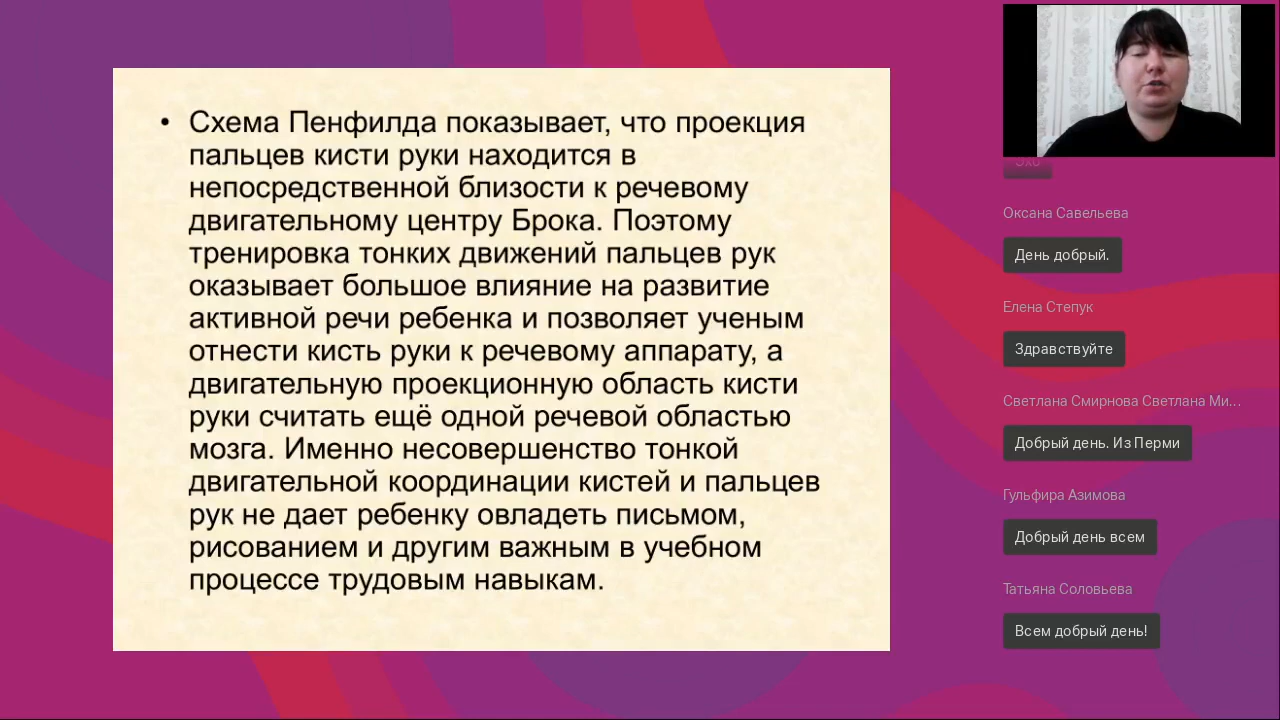 • Схема Пенфилда показывает, что проекция
пальцев кисти руки находится в
непосредственной близости к речевому
двигательному центру Брока. Поэтому
тренировка тонких движений пальцев рук
оказывает большое влияние на развитие
активной речи ребенка и позволяет ученым
отнести кисть руки к речевому аппарату, а
двигательную проекционную область кисти
руки считать ещё одной речевой областью
мозга. Именно несовершенство тонкой
двигательной координации кистей и пальцев
рук не дает ребенку овладеть письмом,
рисованием и другим важным в учебном
процессе трудовым навыкам.
Эхо
Оксана Савельева
День добрый.
Елена Степук
Здравствуйте
Светлана Смирнова Светлана Ми...
Добрый день. Из Перми
Гульфира Азимова
Добрый день всем
Татьяна Соловьева
Всем добрый день!